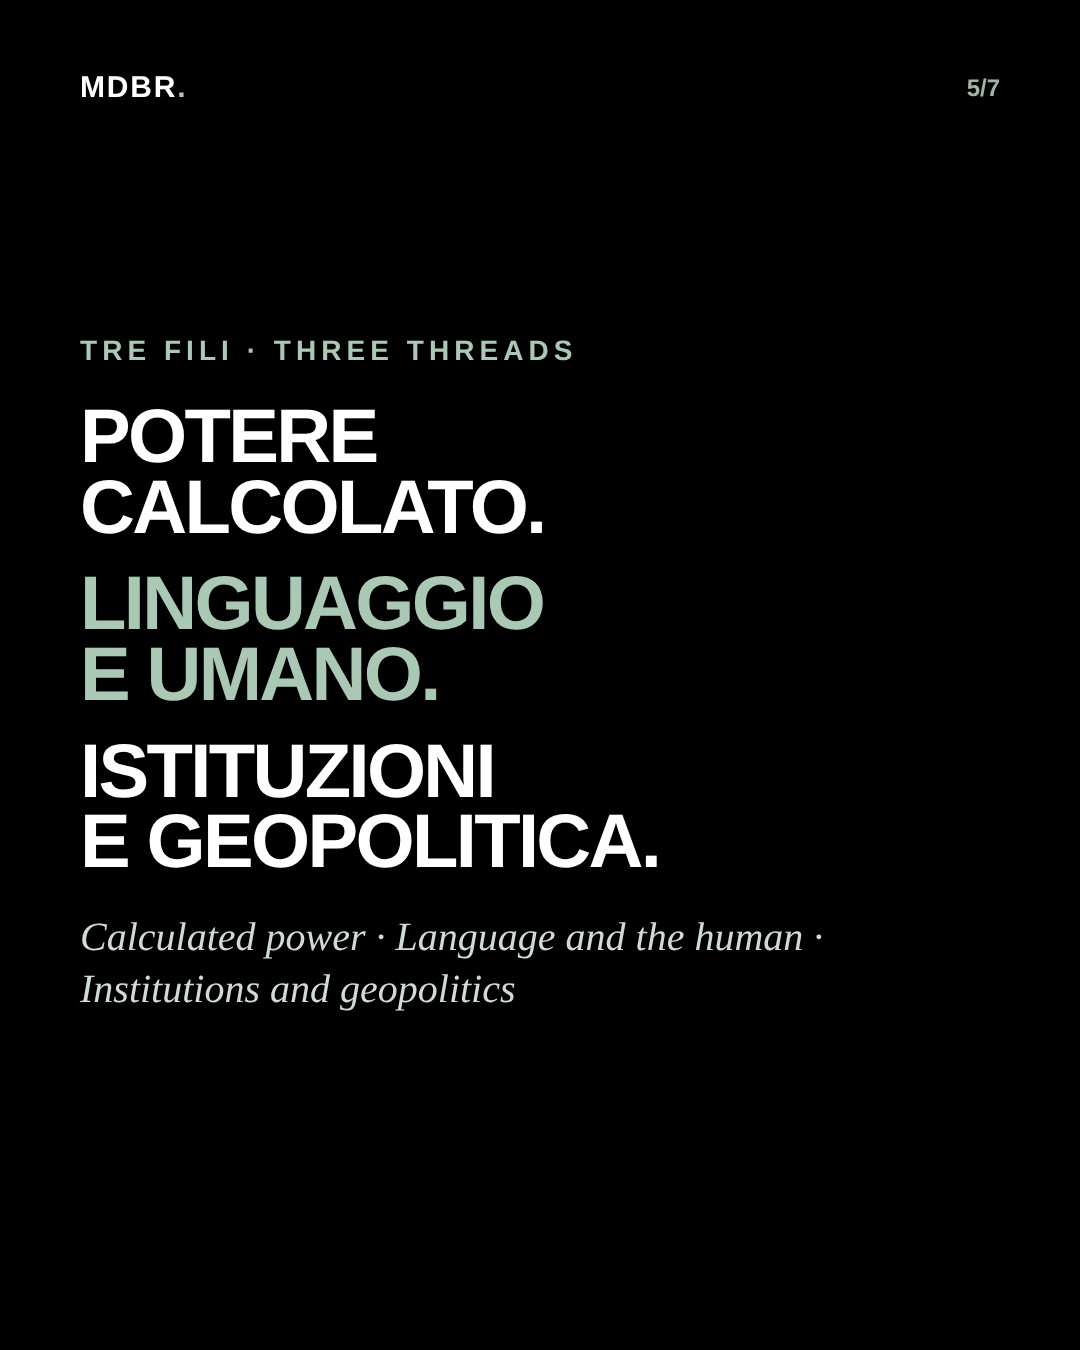 MDBR.
5/7
TRE FILI · THREE THREADS
POTERE
CALCOLATO.
LINGUAGGIO
E UMANO.
ISTITUZIONI
E GEOPOLITICA.
Calculated power · Language and the human ·
Institutions and geopolitics